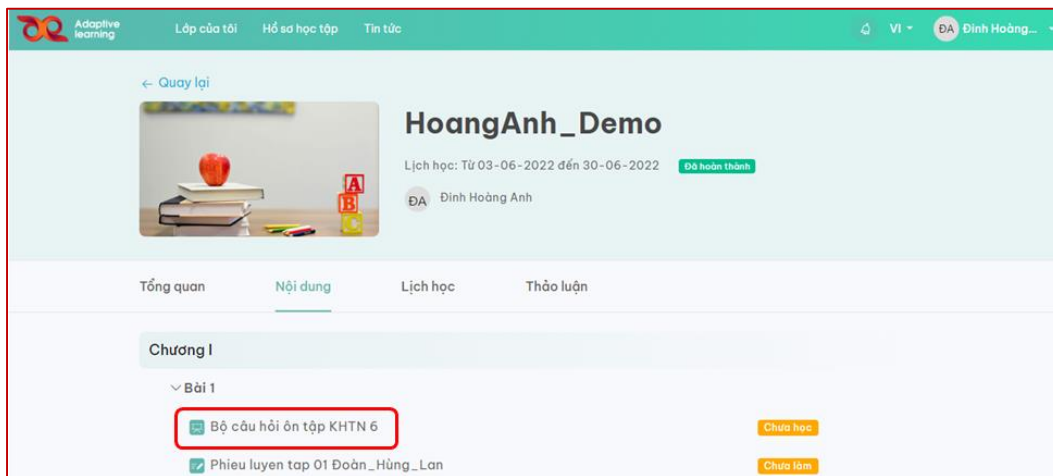 Adaptive learning
Lớp của tôi Hồ sơ học tập Tin tức VI ĐA Đinh Hoàng...
← Quay lại
HoangAnh_Demo
Lịch học: Từ 03-06-2022 đến 30-06-2022 Đã hoàn thành
ĐA Đinh Hoàng Anh
A
B
C
Tổng quan Nội dung Lịch học Thảo luận
Chương I
Bài 1
Bộ câu hỏi ôn tập KHTN 6 Chưa học
Phieu luyen tap 01 Đoàn_Hùng_Lan Chưa làm